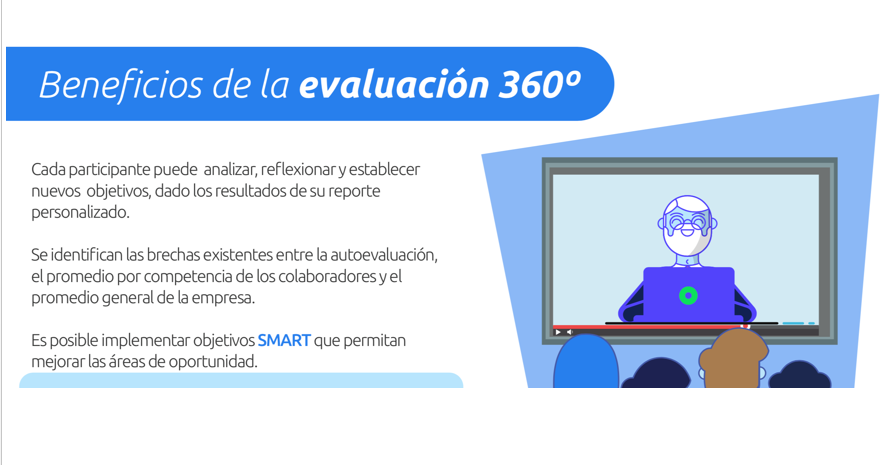 Beneficios de la evaluación 360º
Cada participante puede analizar, reflexionar y establecer
nuevos objetivos, dado los resultados de su reporte
personalizado.
Se identifican las brechas existentes entre la autoevaluación,
el promedio por competencia de los colaboradores y el
promedio general de la empresa.
Es posible implementar objetivos SMART que permitan
mejorar las áreas de oportunidad.